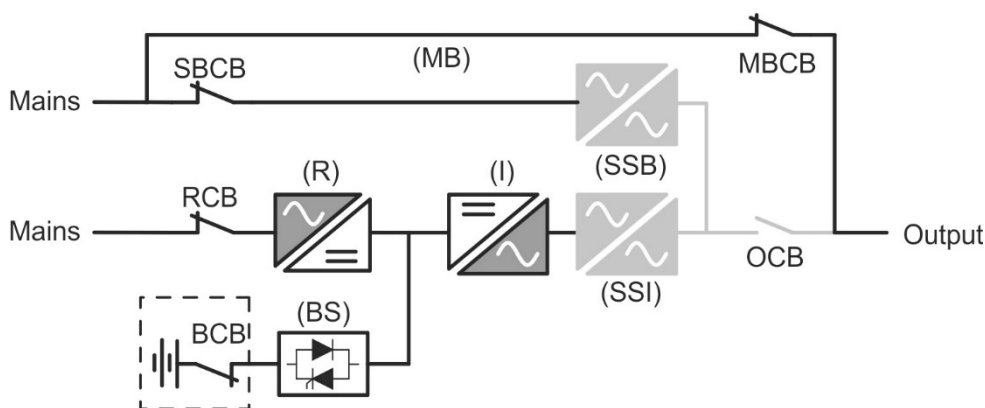 (MB)
MBCB
SBCB
Mains
(SSB)
(R)
(I)
RCB
Mains
Output
OCB
(SSI)
(BS)
BCB